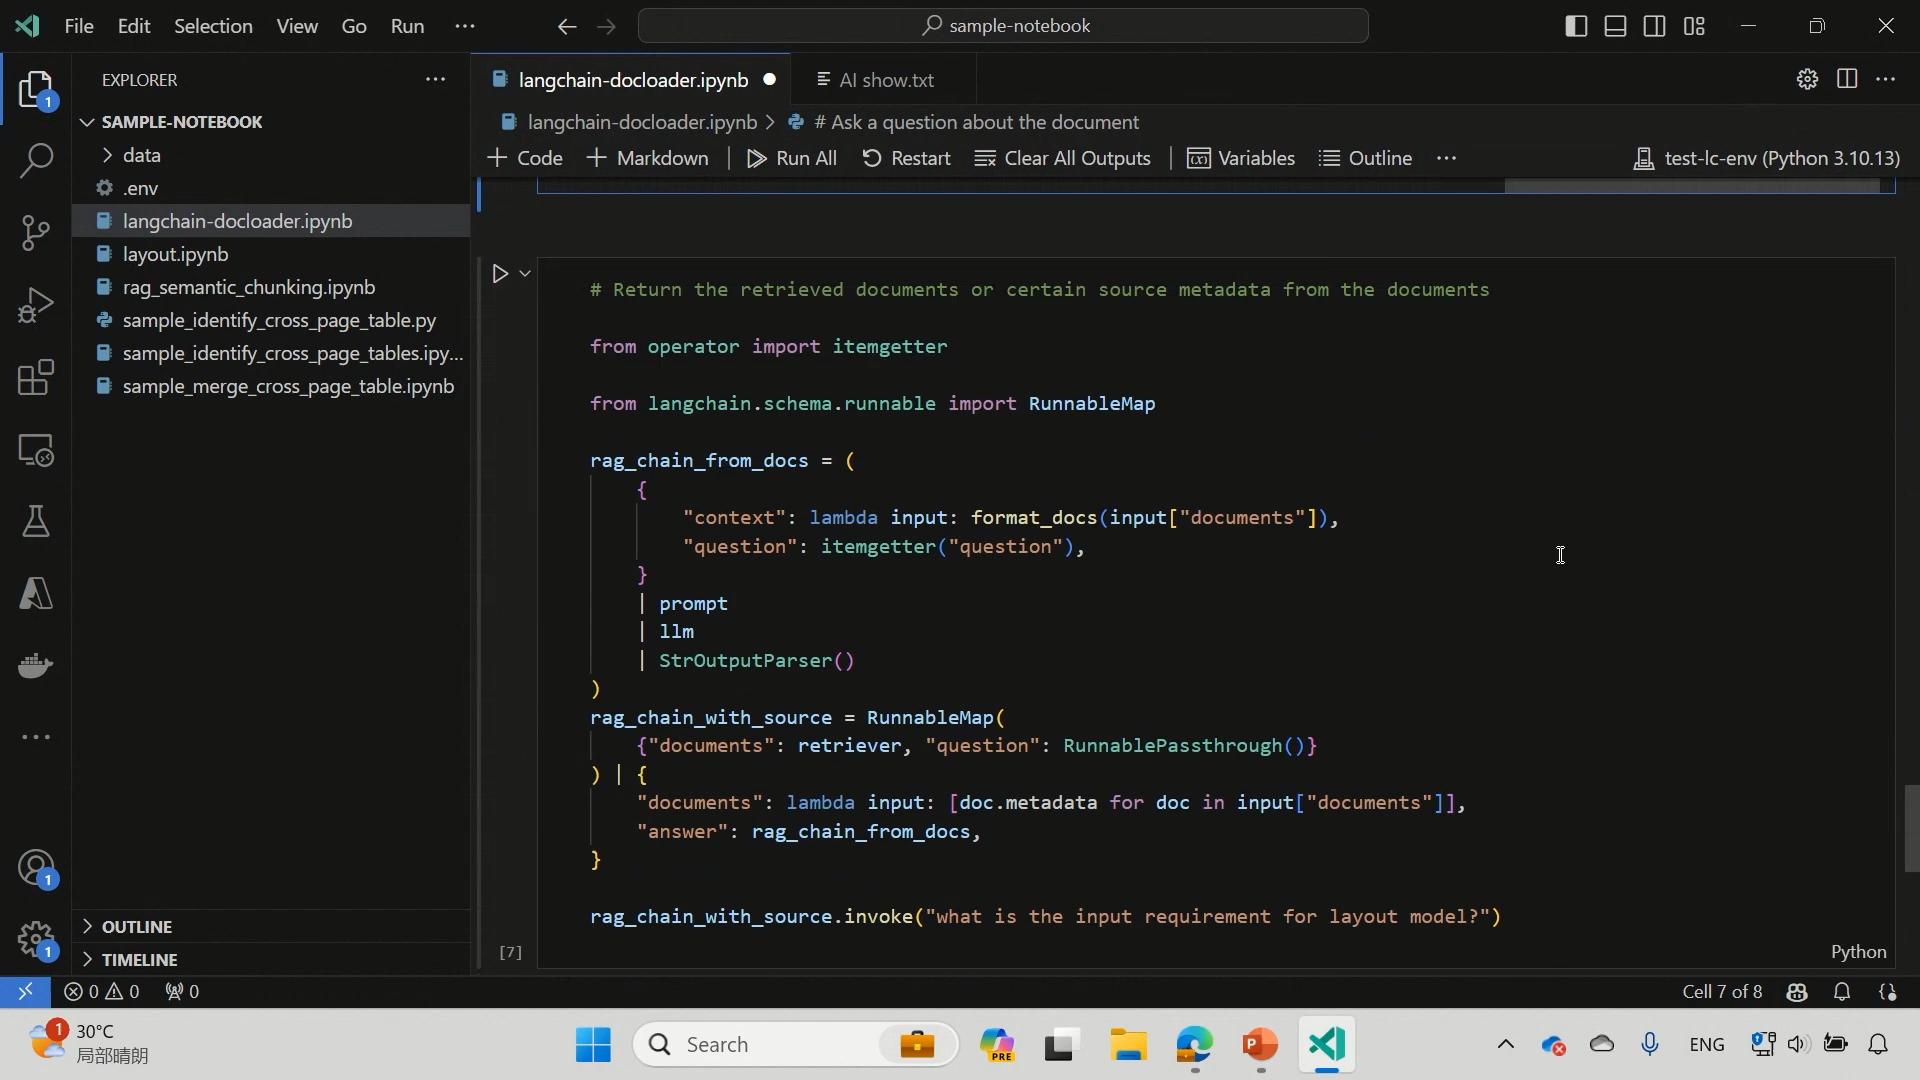 File Edit Selection View Go Run ···
sample-notebook
EXPLORER
SAMPLE-NOTEBOOK
data
.env
langchain-docloader.ipynb
layout.ipynb
rag_semantic_chunking.ipynb
sample_identify_cross_page_table.py
sample_identify_cross_page_tables.ipy...
sample_merge_cross_page_table.ipynb
OUTLINE
TIMELINE
1
1
1
langchain-docloader.ipynb
AI show.txt
langchain-docloader.ipynb > # Ask a question about the document
+ Code + Markdown Run All Restart Clear All Outputs Variables Outline ··· test-lc-env (Python 3.10.13)
# Return the retrieved documents or certain source metadata from the documents
from operator import itemgetter
from langchain.schema.runnable import RunnableMap
rag_chain_from_docs = (
{
"context": lambda input: format_docs(input["documents"]),
"question": itemgetter("question"),
}
| prompt
| llm
| StrOutputParser()
)
rag_chain_with_source = RunnableMap(
{"documents": retriever, "question": RunnablePassthrough()}
) | {
"documents": lambda input: [doc.metadata for doc in input["documents"]],
"answer": rag_chain_from_docs,
}
rag_chain_with_source.invoke("what is the input requirement for layout model?")
[7]
Python
0 0 0
Cell 7 of 8
1
30°C
局部晴朗
Search
PRE
ENG